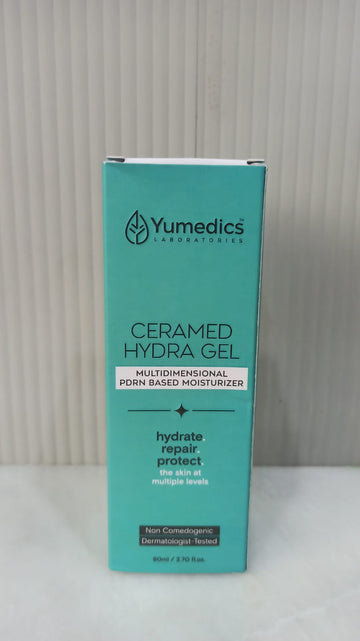 Yumedics™
LABORATORIES
CERAMED
HYDRA GEL
MULTIDIMENSIONAL
PDRN BASED MOISTURIZER
hydrate.
repair.
protect.
the skin at
multiple levels
Non Comedogenic
Dermatologist-Tested
80ml / 2.70 fl.oz.